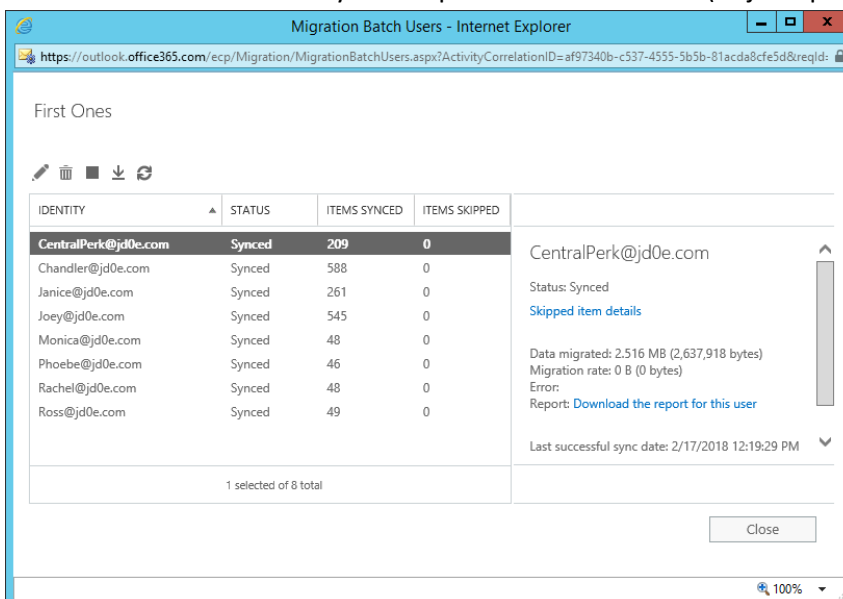 Migration Batch Users - Internet Explorer
https://outlook.office365.com/ecp/Migration/MigrationBatchUsers.aspx?ActivityCorrelationID=af97340b-c537-4555-5b5b-81acda8cfe5d&reqId=
First Ones
IDENTITY STATUS ITEMS SYNCED ITEMS SKIPPED
CentralPerk@jd0e.com Synced 209 0
Chandler@jd0e.com Synced 588 0
Janice@jd0e.com Synced 261 0
Joey@jd0e.com Synced 545 0
Monica@jd0e.com Synced 48 0
Phoebe@jd0e.com Synced 46 0
Rachel@jd0e.com Synced 48 0
Ross@jd0e.com Synced 49 0
1 selected of 8 total
CentralPerk@jd0e.com
Status: Synced
Skipped item details
Data migrated: 2.516 MB (2,637,918 bytes)
Migration rate: 0 B (0 bytes)
Error:
Report: Download the report for this user
Last successful sync date: 2/17/2018 12:19:29 PM
Close
100%